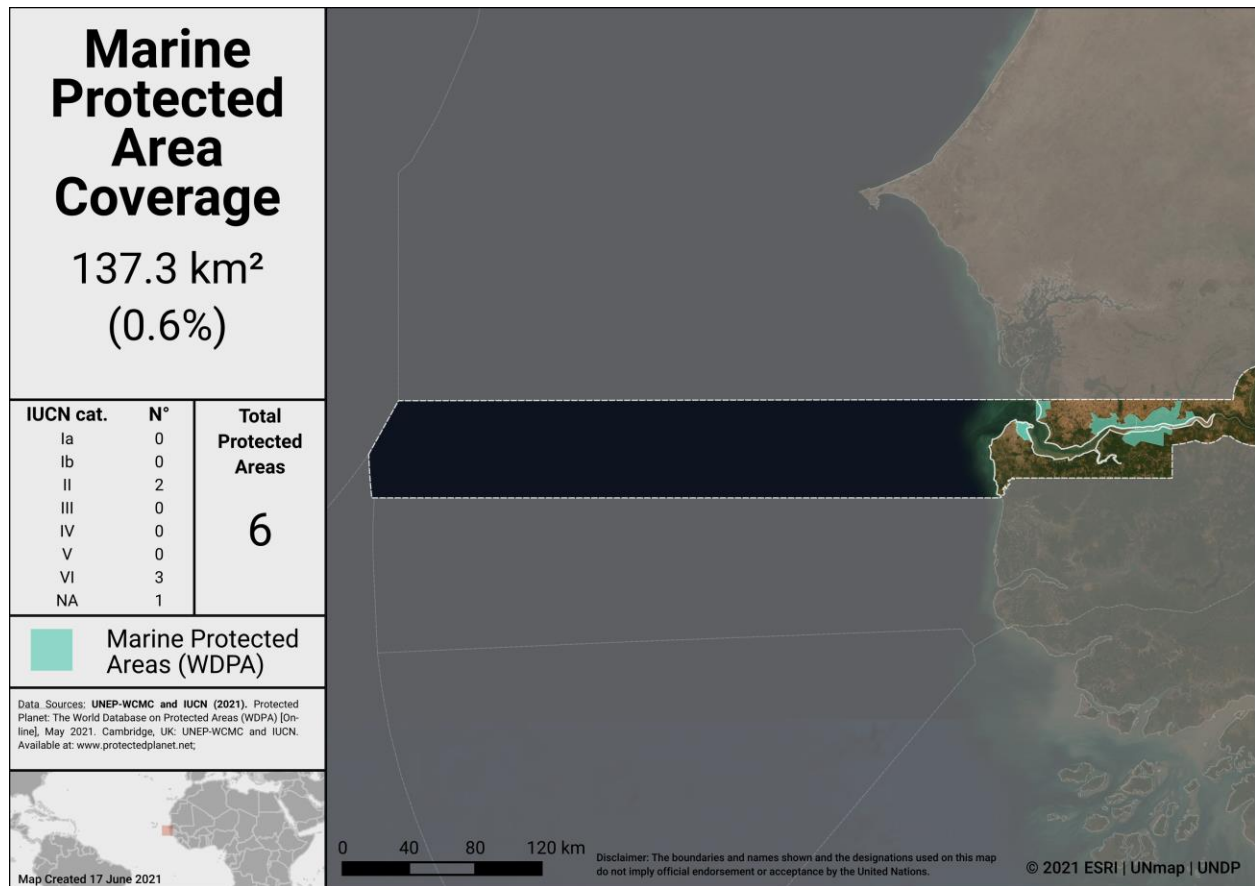 Marine
Protected
Area
Coverage
137.3 km²
(0.6%)
IUCN cat. N°
Ia 0
Ib 0
II 2
III 0
IV 0
V 0
VI 3
NA 1
Total
Protected
Areas
6
Marine Protected
Areas (WDPA)
Data Sources: UNEP-WCMC and IUCN (2021). Protected
Planet: The World Database on Protected Areas (WDPA) [On-
line], May 2021. Cambridge, UK: UNEP-WCMC and IUCN.
Available at: www.protectedplanet.net;
Map Created 17 June 2021
0 40 80 120 km
Disclaimer: The boundaries and names shown and the designations used on this map
do not imply official endorsement or acceptance by the United Nations.
© 2021 ESRI | UNmap | UNDP